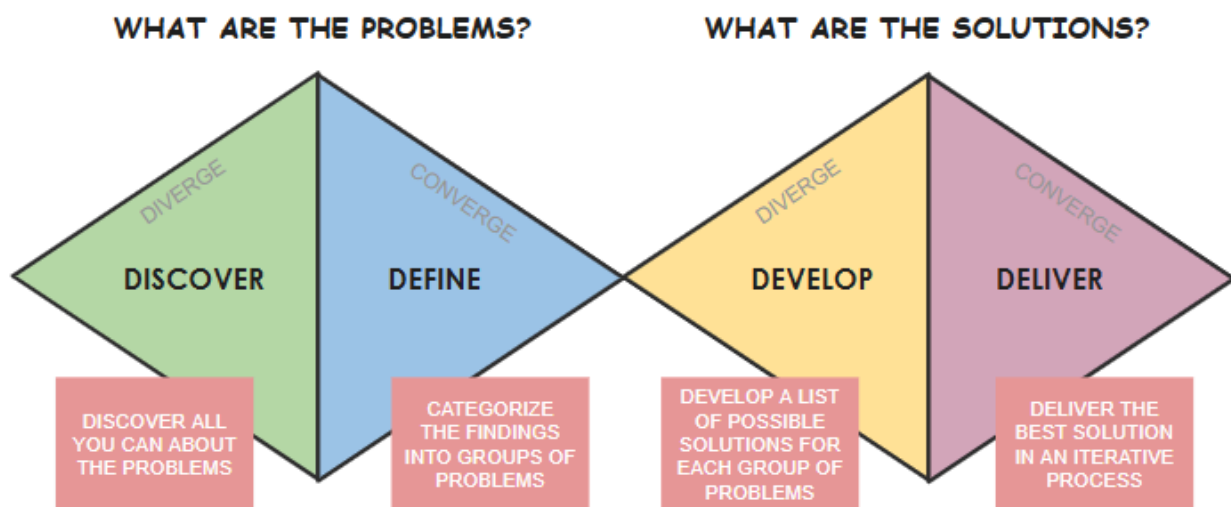 WHAT ARE THE PROBLEMS?
WHAT ARE THE SOLUTIONS?
DIVERGE
CONVERGE
DIVERGE
CONVERGE
DISCOVER
DEFINE
DEVELOP
DELIVER
DISCOVER ALL
YOU CAN ABOUT
THE PROBLEMS
CATEGORIZE
THE FINDINGS
INTO GROUPS OF
PROBLEMS
DEVELOP A LIST
OF POSSIBLE
SOLUTIONS FOR
EACH GROUP OF
PROBLEMS
DELIVER THE
BEST SOLUTION
IN AN ITERATIVE
PROCESS